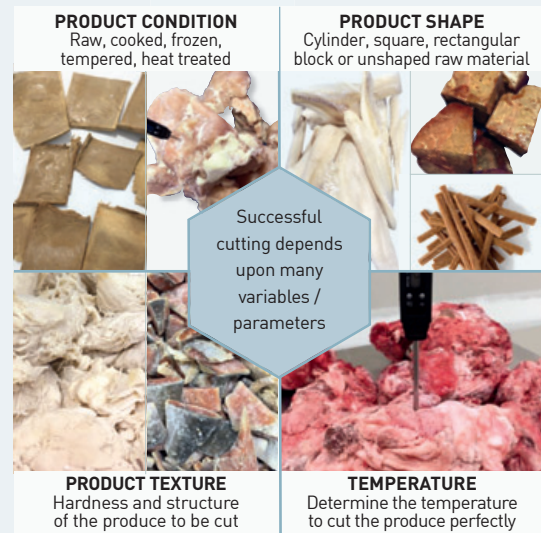 PRODUCT CONDITION
Raw, cooked, frozen,
tempered, heat treated
PRODUCT SHAPE
Cylinder, square, rectangular
block or unshaped raw material
Successful
cutting depends
upon many
variables /
parameters
PRODUCT TEXTURE
Hardness and structure
of the produce to be cut
TEMPERATURE
Determine the temperature
to cut the produce perfectly